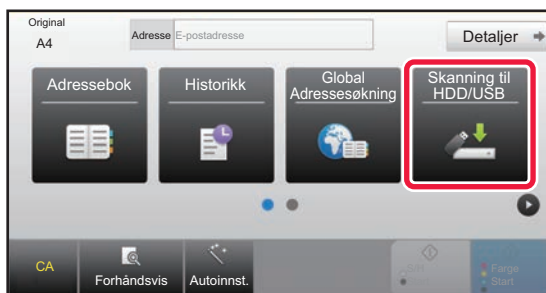 Original
A4
Adresse E-postadresse
Detaljer
Adressebok
Historikk
Global
Adressesøkning
Skanning til
HDD/USB
CA
Forhåndsvis
Autoinnst.
Farge
Start